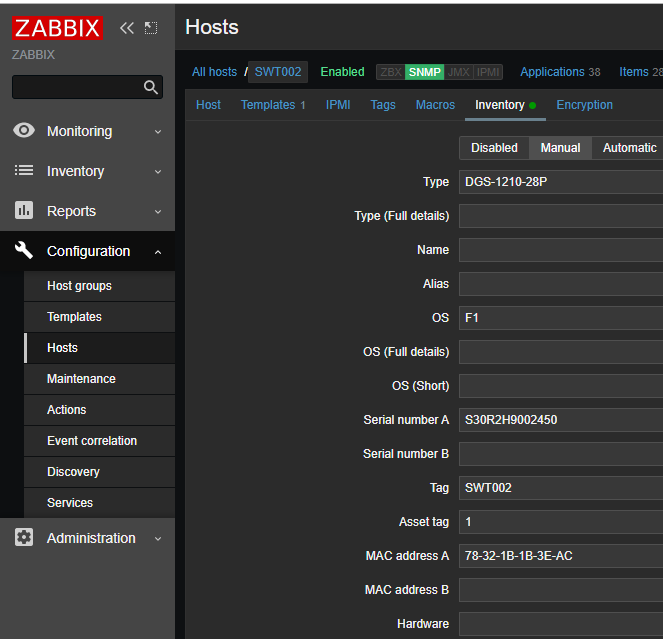 ZABBIX
ZABBIX
Monitoring
Inventory
Reports
Configuration
Host groups
Templates
Hosts
Maintenance
Actions
Event correlation
Discovery
Services
Administration
Hosts
All hosts / SWT002 Enabled ZBX SNMP JMX IPMI Applications 38 Items 28
Host Templates 1 IPMI Tags Macros Inventory Encryption
Disabled Manual Automatic
Type DGS-1210-28P
Type (Full details)
Name
Alias
OS F1
OS (Full details)
OS (Short)
Serial number A S30R2H9002450
Serial number B
Tag SWT002
Asset tag 1
MAC address A 78-32-1B-1B-3E-AC
MAC address B
Hardware